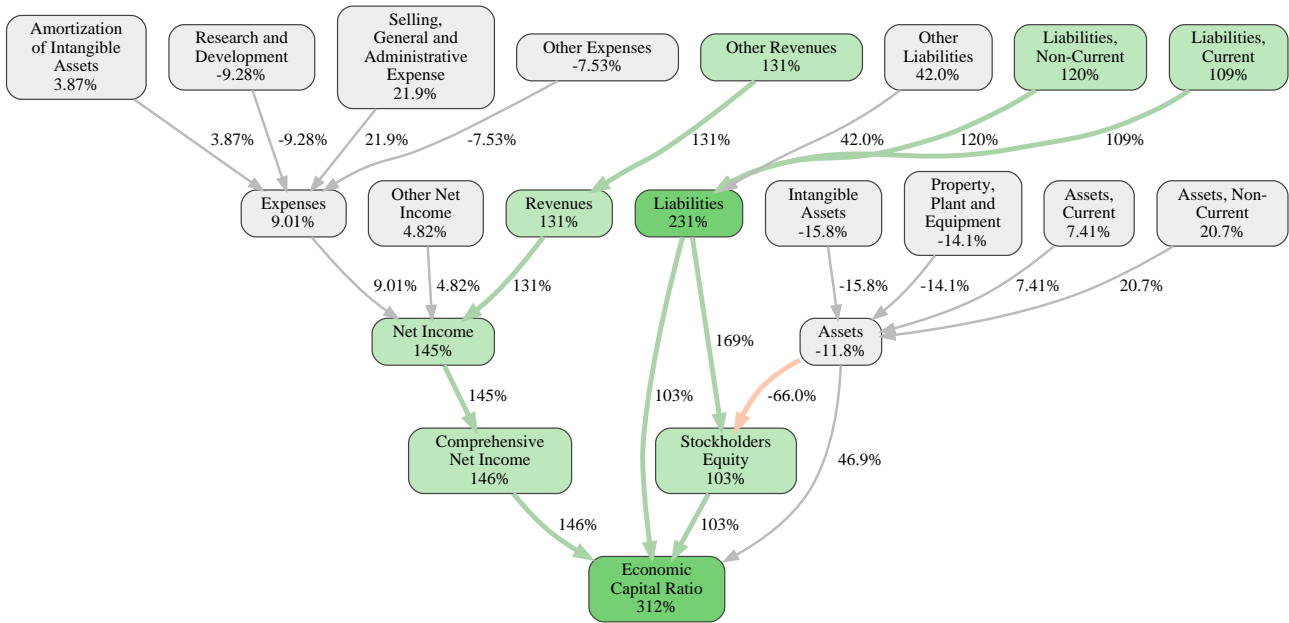 Amortization
of Intangible
Assets
3.87%
Research and
Development
-9.28%
Selling,
General and
Administrative
Expense
21.9%
Other Expenses
-7.53%
Other Revenues
131%
Other
Liabilities
42.0%
Liabilities,
Non-Current
120%
Liabilities,
Current
109%
3.87%
-9.28%
21.9%
-7.53%
131%
42.0%
120%
109%
Expenses
9.01%
Other Net
Income
4.82%
Revenues
131%
Liabilities
231%
Intangible
Assets
-15.8%
Property,
Plant and
Equipment
-14.1%
Assets,
Current
7.41%
Assets, Non-
Current
20.7%
9.01%
4.82%
131%
-15.8%
-14.1%
7.41%
20.7%
Net Income
145%
169%
Assets
-11.8%
145%
103%
-66.0%
Comprehensive
Net Income
146%
Stockholders
Equity
103%
46.9%
146%
103%
Economic
Capital Ratio
312%